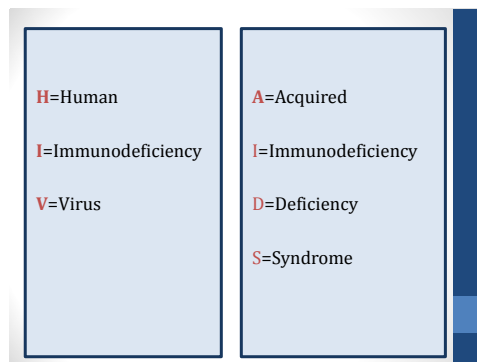 H=Human
I=Immunodeficiency
V=Virus
A=Acquired
I=Immunodeficiency
D=Deficiency
S=Syndrome